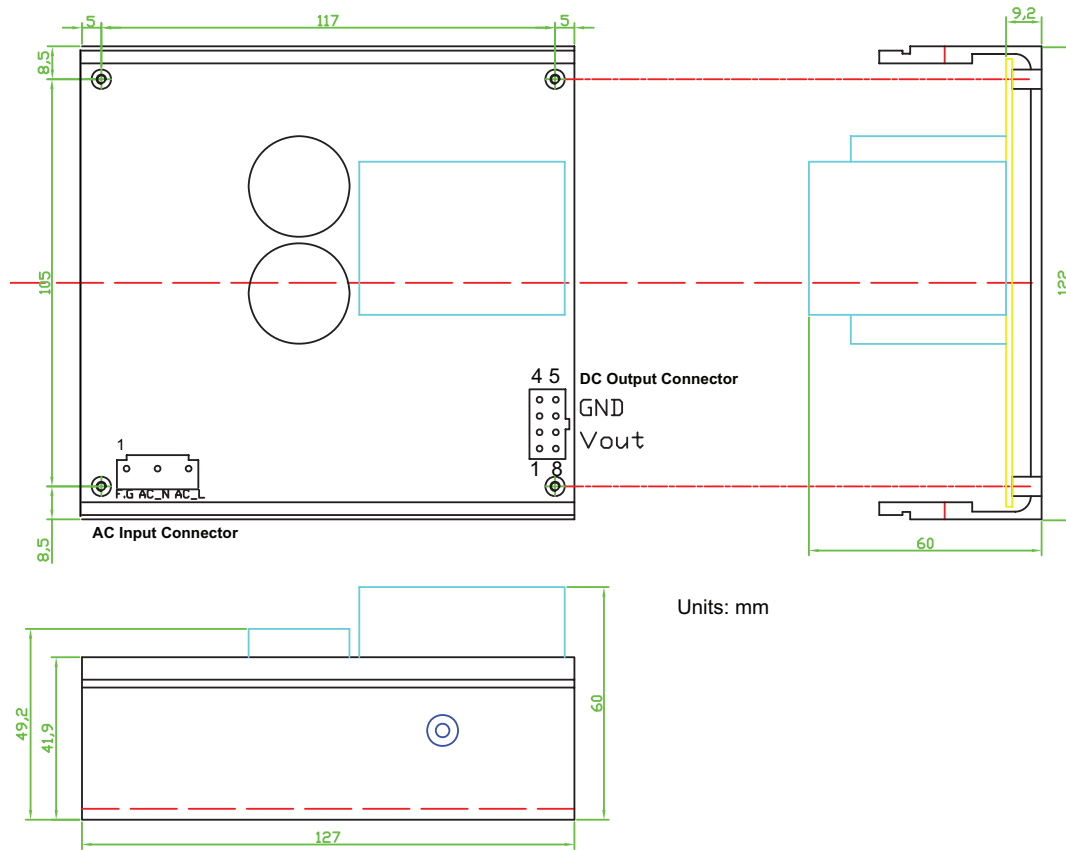 5 117 5
9,2
8,5
105
122
4 5 DC Output Connector
GND
Vout
1 8
1
F.G AC_N AC_L
AC Input Connector
8,5
60
Units: mm
49,2
41,9
60
127